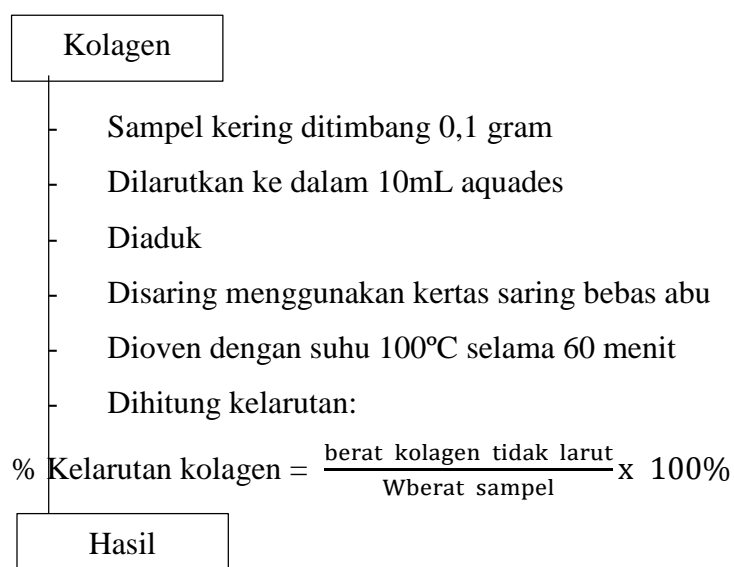 Kolagen
- Sampel kering ditimbang 0,1 gram
- Dilarutkan ke dalam 10mL aquades
- Diaduk
- Disaring menggunakan kertas saring bebas abu
- Dioven dengan suhu 100ºC selama 60 menit
- Dihitung kelarutan:
% Kelarutan kolagen = berat kolagen tidak larut / Wberat sampel x 100%
Hasil